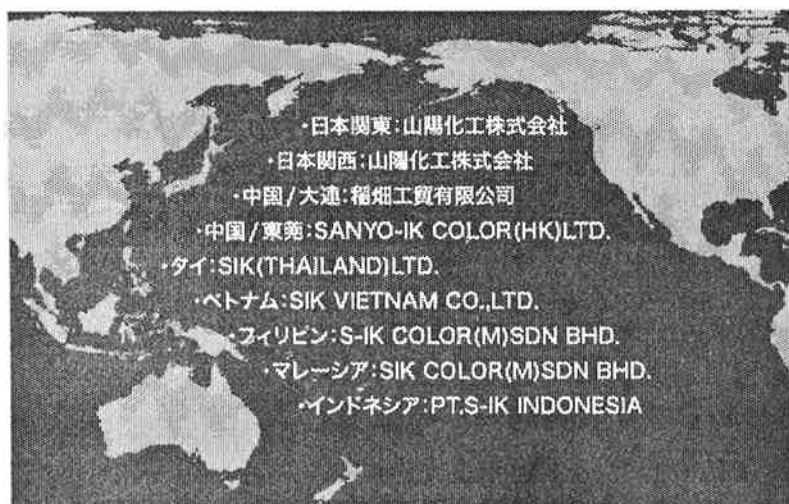 ・日本関東：山陽化工株式会社
・日本関西：山陽化工株式会社
・中国/大連：稲畑工貿有限公司
・中国/東莞：SANYO-IK COLOR(HK)LTD.
・タイ：SIK(THAILAND)LTD.
・ベトナム：SIK VIETNAM CO.,LTD.
・フィリピン：S-IK COLOR(M)SDN BHD.
・マレーシア：SIK COLOR(M)SDN BHD.
・インドネシア：PT.S-IK INDONESIA